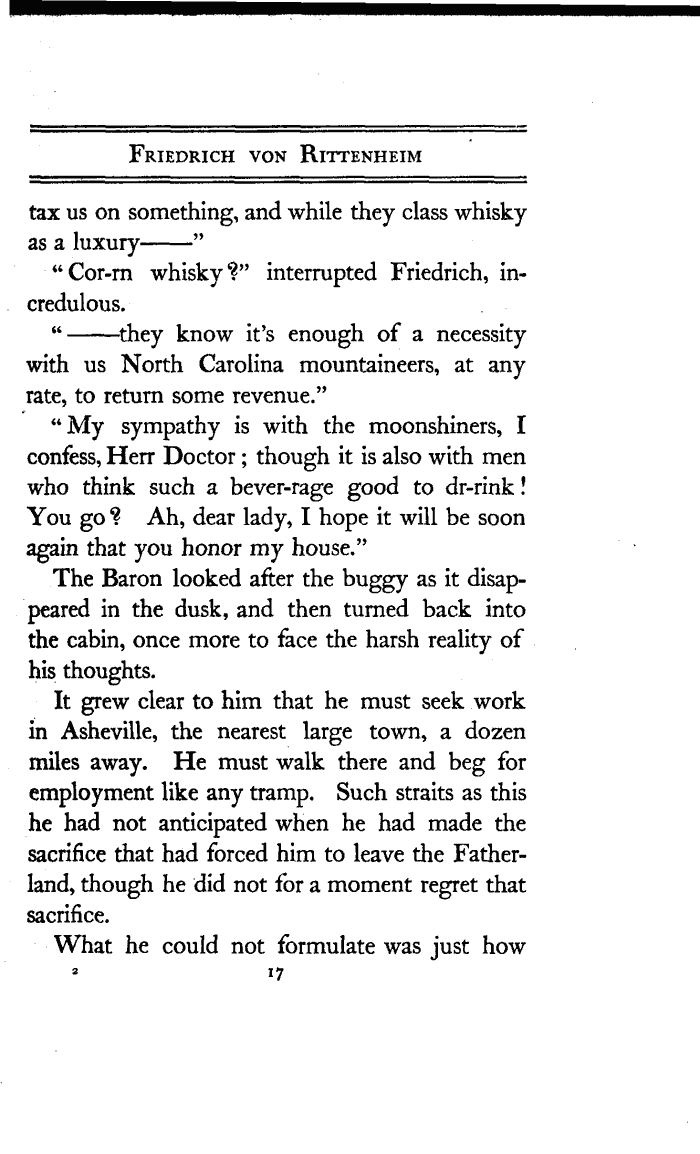 Friedrich von Rittenheim
tax us on something, and while they class whisky
as a luxury——”
“Cor-rn whisky?” interrupted Friedrich, in-
credulous.
“——they know it’s enough of a necessity
with us North Carolina mountaineers, at any
rate, to return some revenue.”
“My sympathy is with the moonshiners, I
confess, Herr Doctor; though it is also with men
who think such a bever-rage good to dr-rink!
You go? Ah, dear lady, I hope it will be soon
again that you honor my house.”
The Baron looked after the buggy as it disap-
peared in the dusk, and then turned back into
the cabin, once more to face the harsh reality of
his thoughts.
It grew clear to him that he must seek work
in Asheville, the nearest large town, a dozen
miles away. He must walk there and beg for
employment like any tramp. Such straits as this
he had not anticipated when he had made the
sacrifice that had forced him to leave the Father-
land, though he did not for a moment regret that
sacrifice.
What he could not formulate was just how
2 17